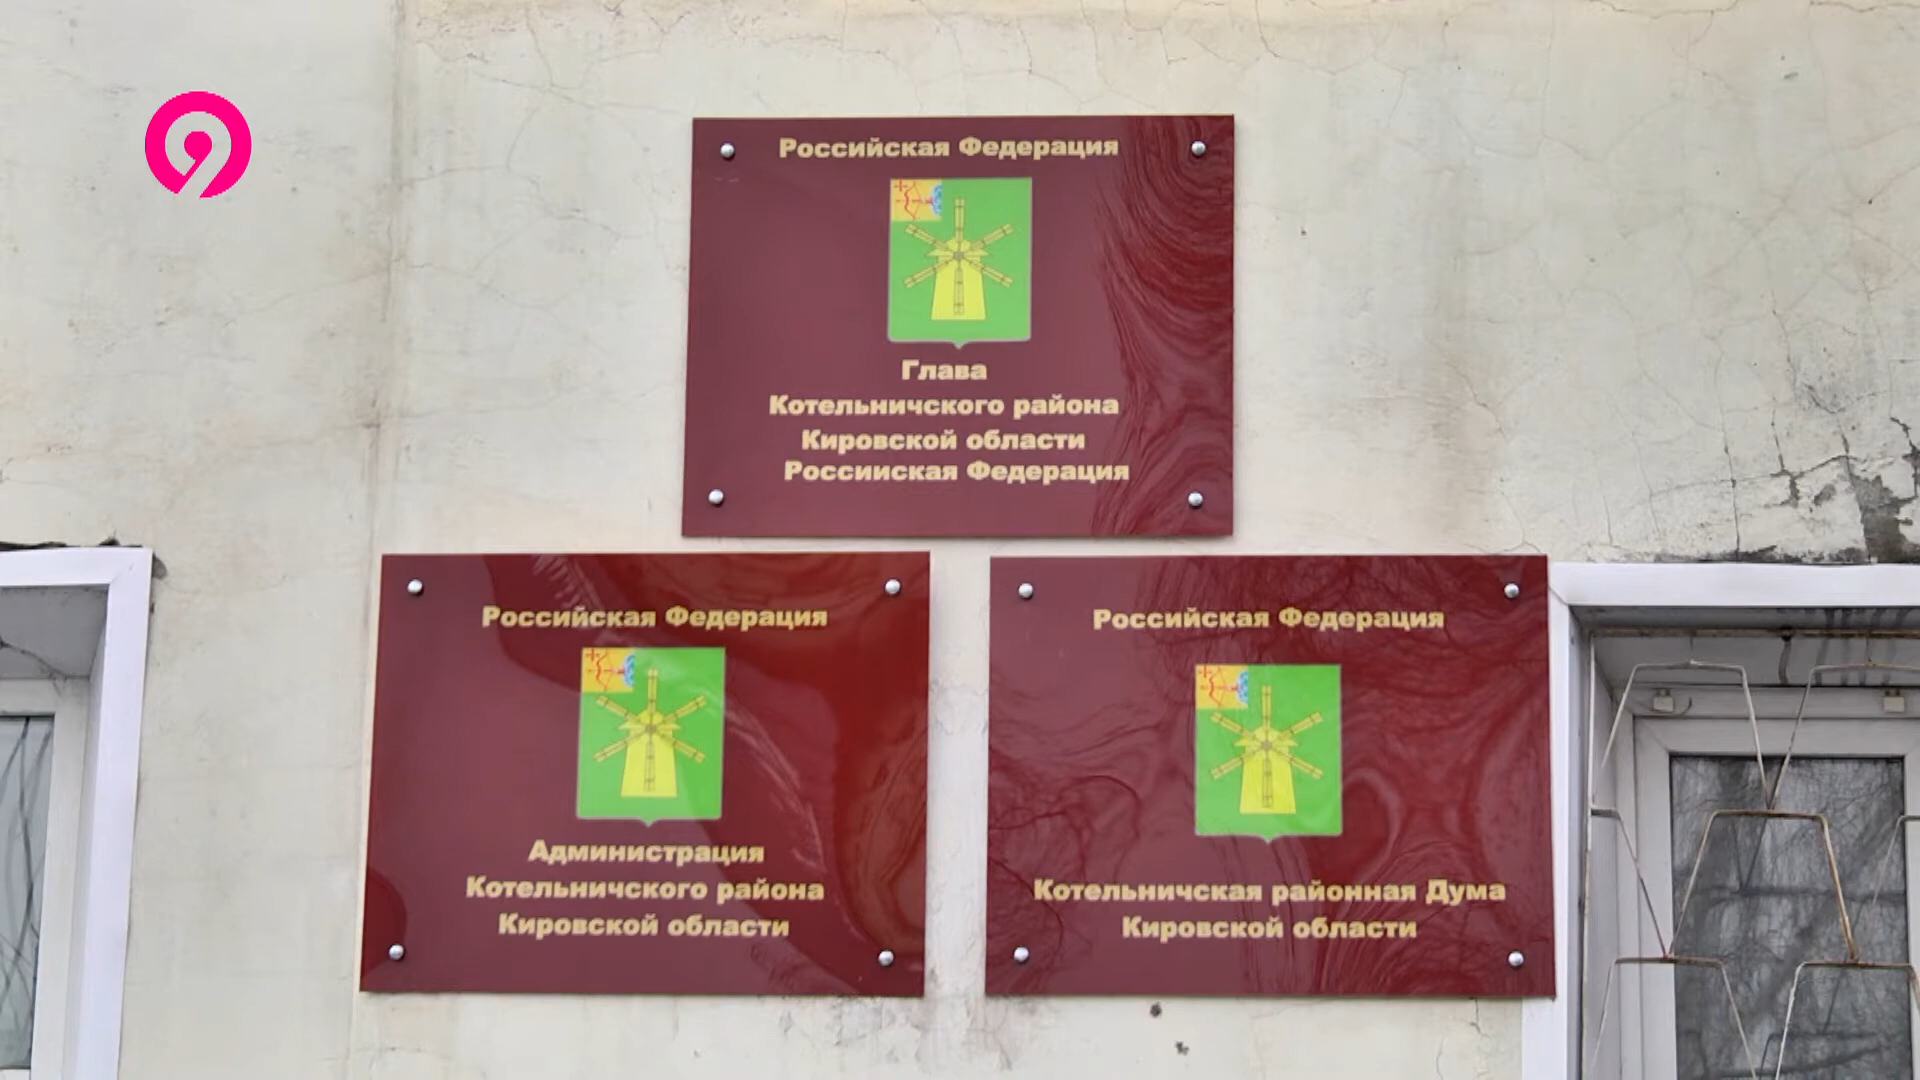 Российская Федерация
Глава
Котельничского района
Кировской области
Россииская Федерация
Российская Федерация
Администрация
Котельничского района
Кировской области
Российская Федерация
Котельничская районная Дума
Кировской области